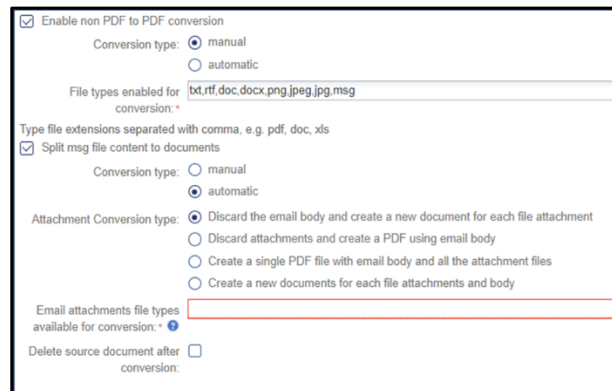 Enable non PDF to PDF conversion
Conversion type: manual
automatic
File types enabled for conversion: * txt,rtf,doc,docx,png,jpeg,jpg,msg
Type file extensions separated with comma, e.g. pdf, doc, xls
Split msg file content to documents
Conversion type: manual
automatic
Attachment Conversion type: Discard the email body and create a new document for each file attachment
Discard attachments and create a PDF using email body
Create a single PDF file with email body and all the attachment files
Create a new documents for each file attachments and body
Email attachments file types
available for conversion: * ?
Delete source document after
conversion: